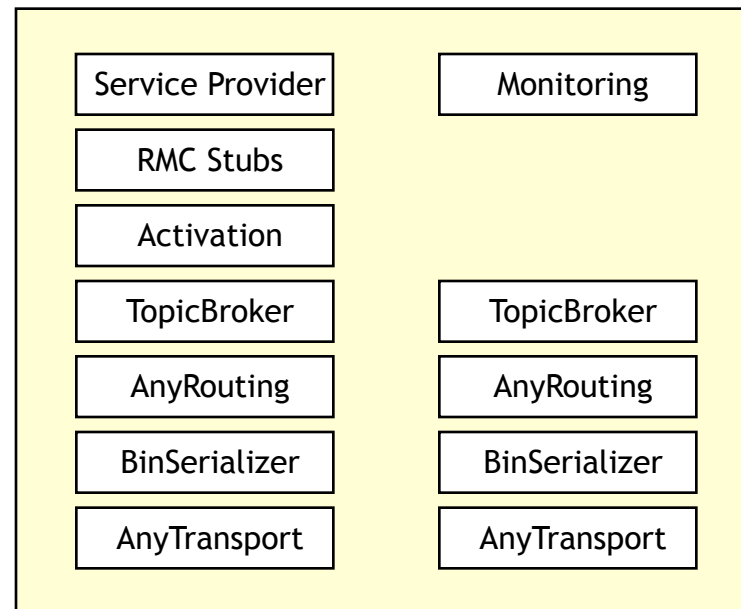 Service Provider
Monitoring
RMC Stubs
Activation
TopicBroker
TopicBroker
AnyRouting
AnyRouting
BinSerializer
BinSerializer
AnyTransport
AnyTransport